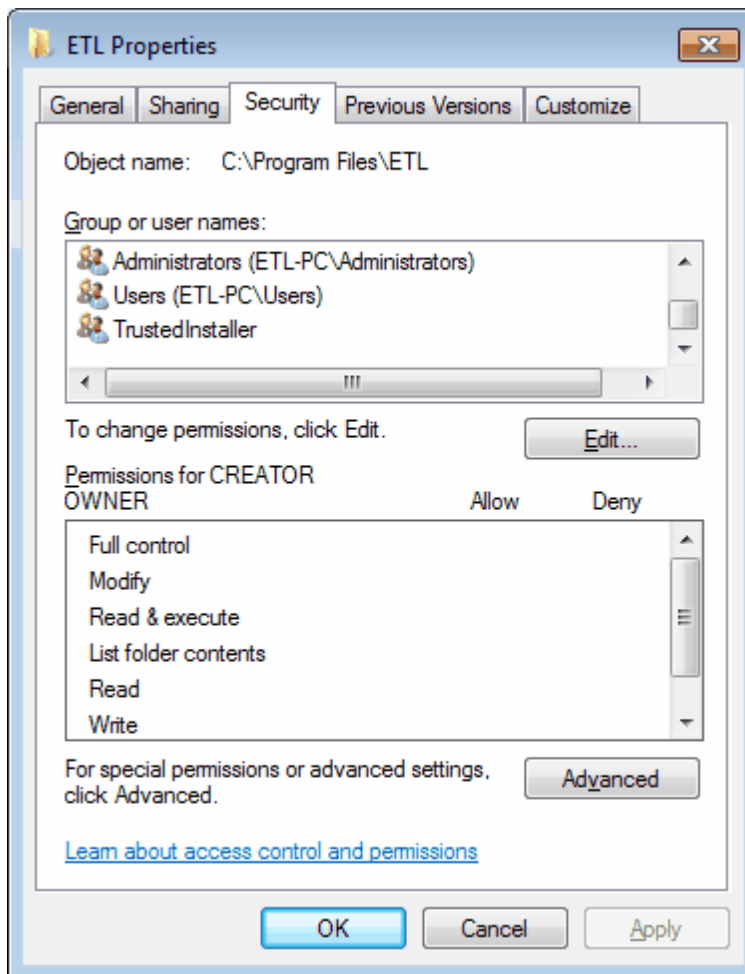 ETL Properties
General Sharing Security Previous Versions Customize
Object name: C:\Program Files\ETL
Group or user names:
Administrators (ETL-PC\Administrators)
Users (ETL-PC\Users)
TrustedInstaller
To change permissions, click Edit.
Edit...
Permissions for CREATOR
OWNER Allow Deny
Full control
Modify
Read & execute
List folder contents
Read
Write
For special permissions or advanced settings,
click Advanced.
Advanced
Learn about access control and permissions
OK Cancel Apply